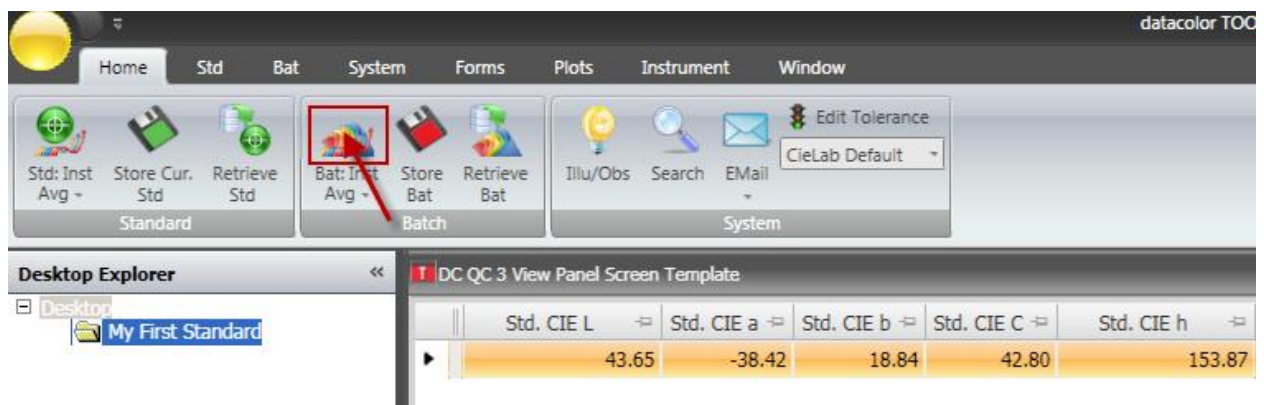 datacolor TOO
Home Std Bat System Forms Plots Instrument Window
Std: Inst Avg Store Cur. Std Retrieve Std
Standard
Bat: Inst Avg Store Bat Retrieve Bat
Batch
Illu/Obs Search EMail Edit Tolerance CieLab Default
System
Desktop Explorer «
Desktop
My First Standard
T DC QC 3 View Panel Screen Template
Std. CIE L Std. CIE a Std. CIE b Std. CIE C Std. CIE h
43.65 -38.42 18.84 42.80 153.87